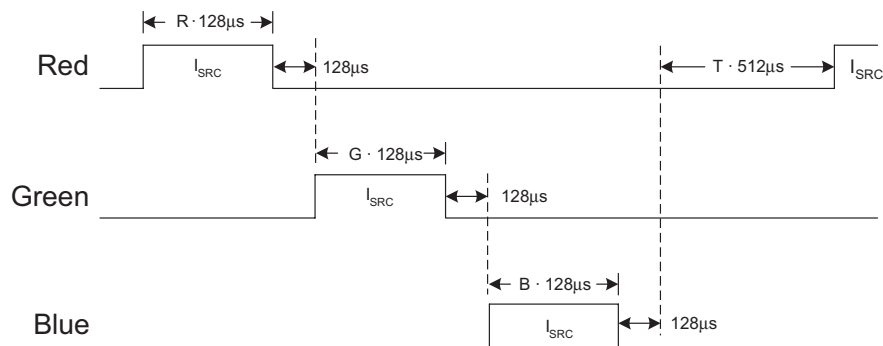 R · 128μs
Red
I_SRC
128μs
T · 512μs
I_SRC
G · 128μs
Green
I_SRC
128μs
B · 128μs
Blue
I_SRC
128μs